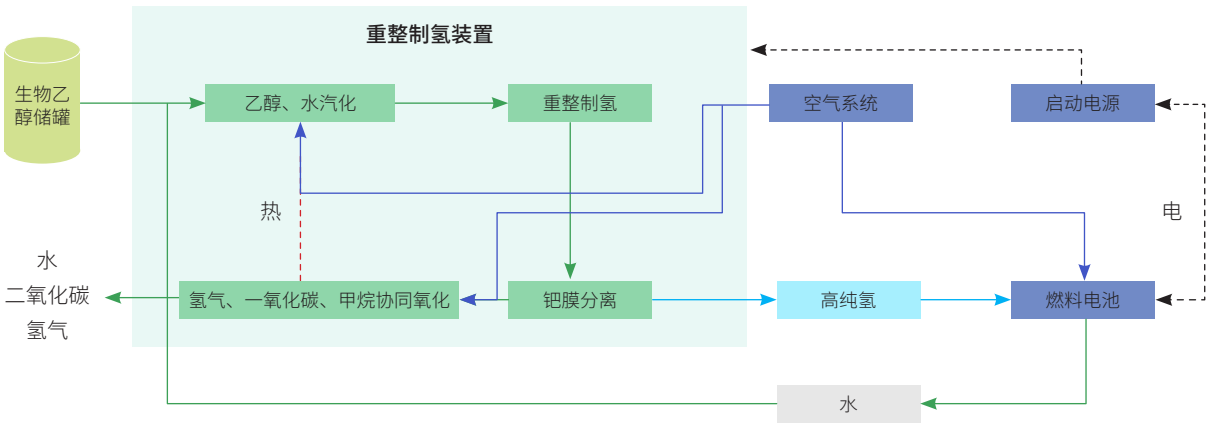 重整制氢装置
生物乙
醇储罐
乙醇、水汽化
重整制氢
空气系统
启动电源
热
电
水
二氧化碳
氢气
氢气、一氧化碳、甲烷协同氧化
钯膜分离
高纯氢
燃料电池
水